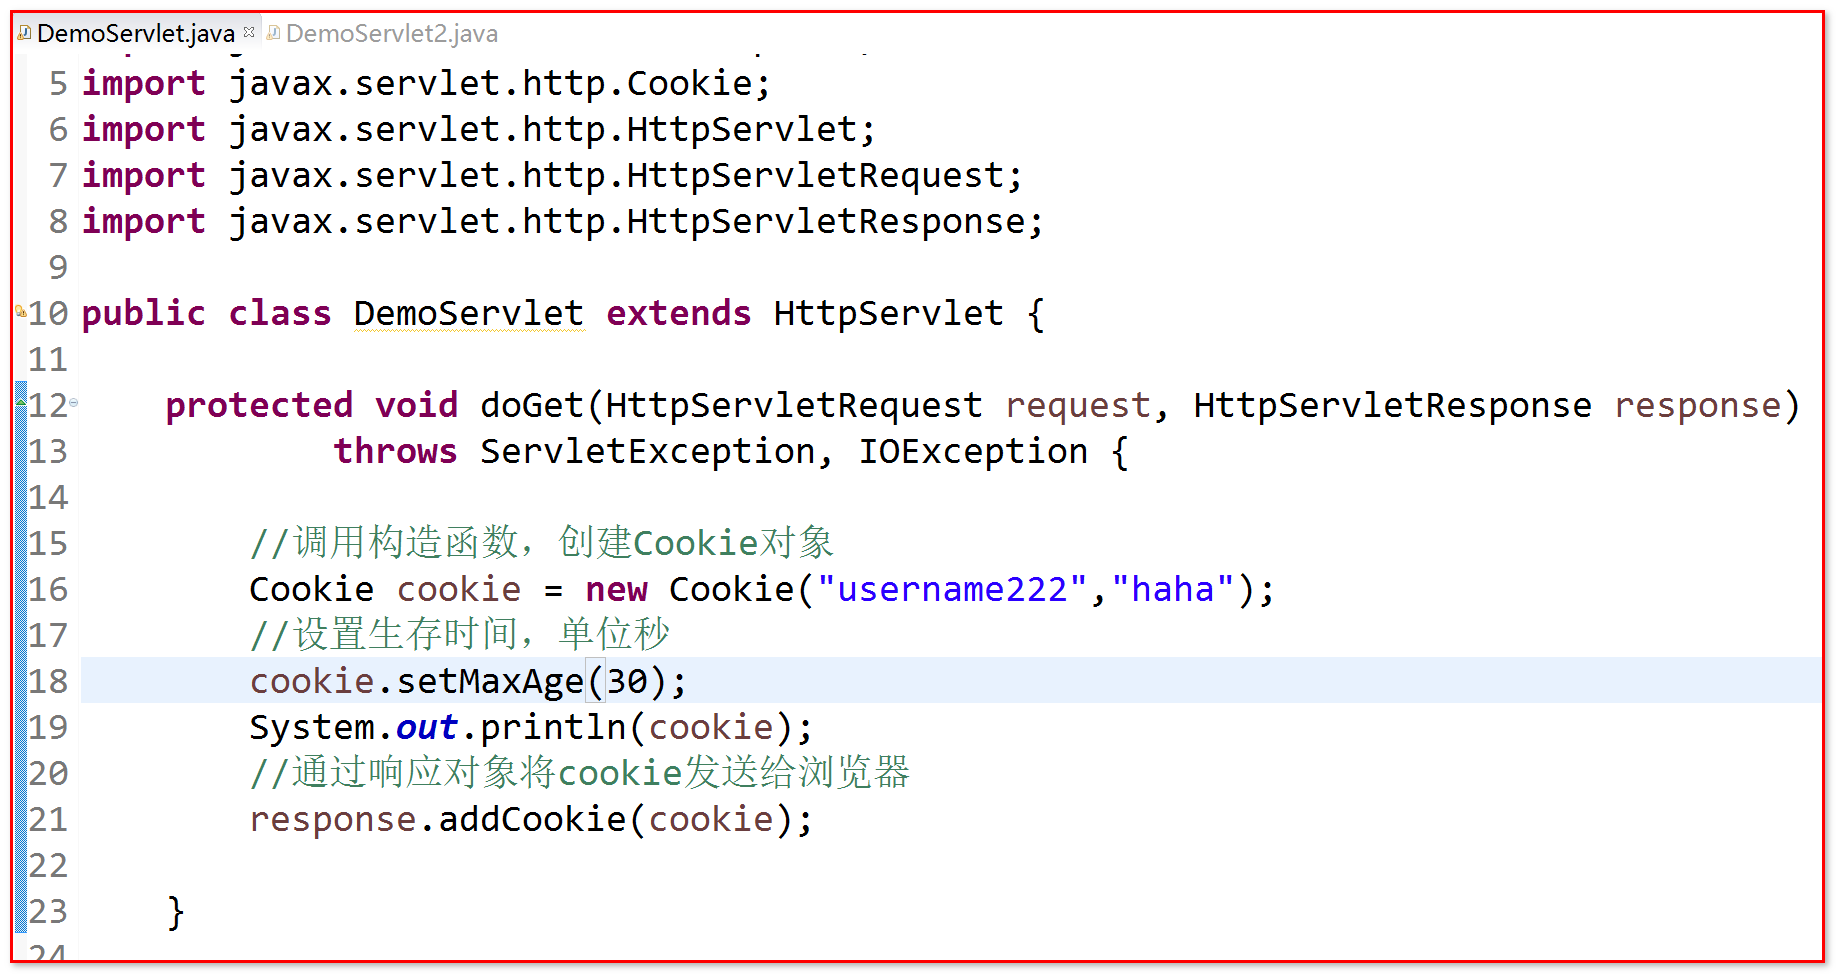 DemoServlet.java DemoServlet2.java
5 import javax.servlet.http.Cookie;
6 import javax.servlet.http.HttpServlet;
7 import javax.servlet.http.HttpServletRequest;
8 import javax.servlet.http.HttpServletResponse;
9
10 public class DemoServlet extends HttpServlet {
11
12 protected void doGet(HttpServletRequest request, HttpServletResponse response)
13 throws ServletException, IOException {
14
15 //调用构造函数，创建Cookie对象
16 Cookie cookie = new Cookie("username222","haha");
17 //设置生存时间，单位秒
18 cookie.setMaxAge(30);
19 System.out.println(cookie);
20 //通过响应对象将cookie发送给浏览器
21 response.addCookie(cookie);
22
23 }
24